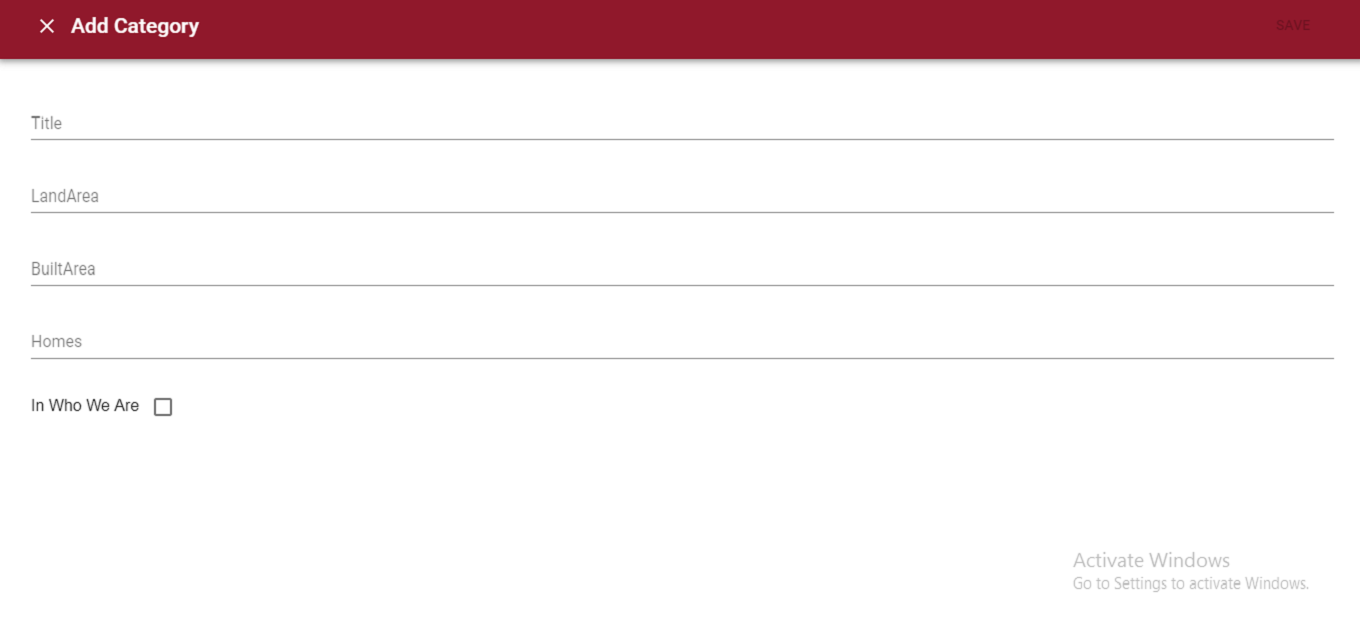 Add Category
SAVE
Title
LandArea
BuiltArea
Homes
In Who We Are
Activate Windows
Go to Settings to activate Windows.